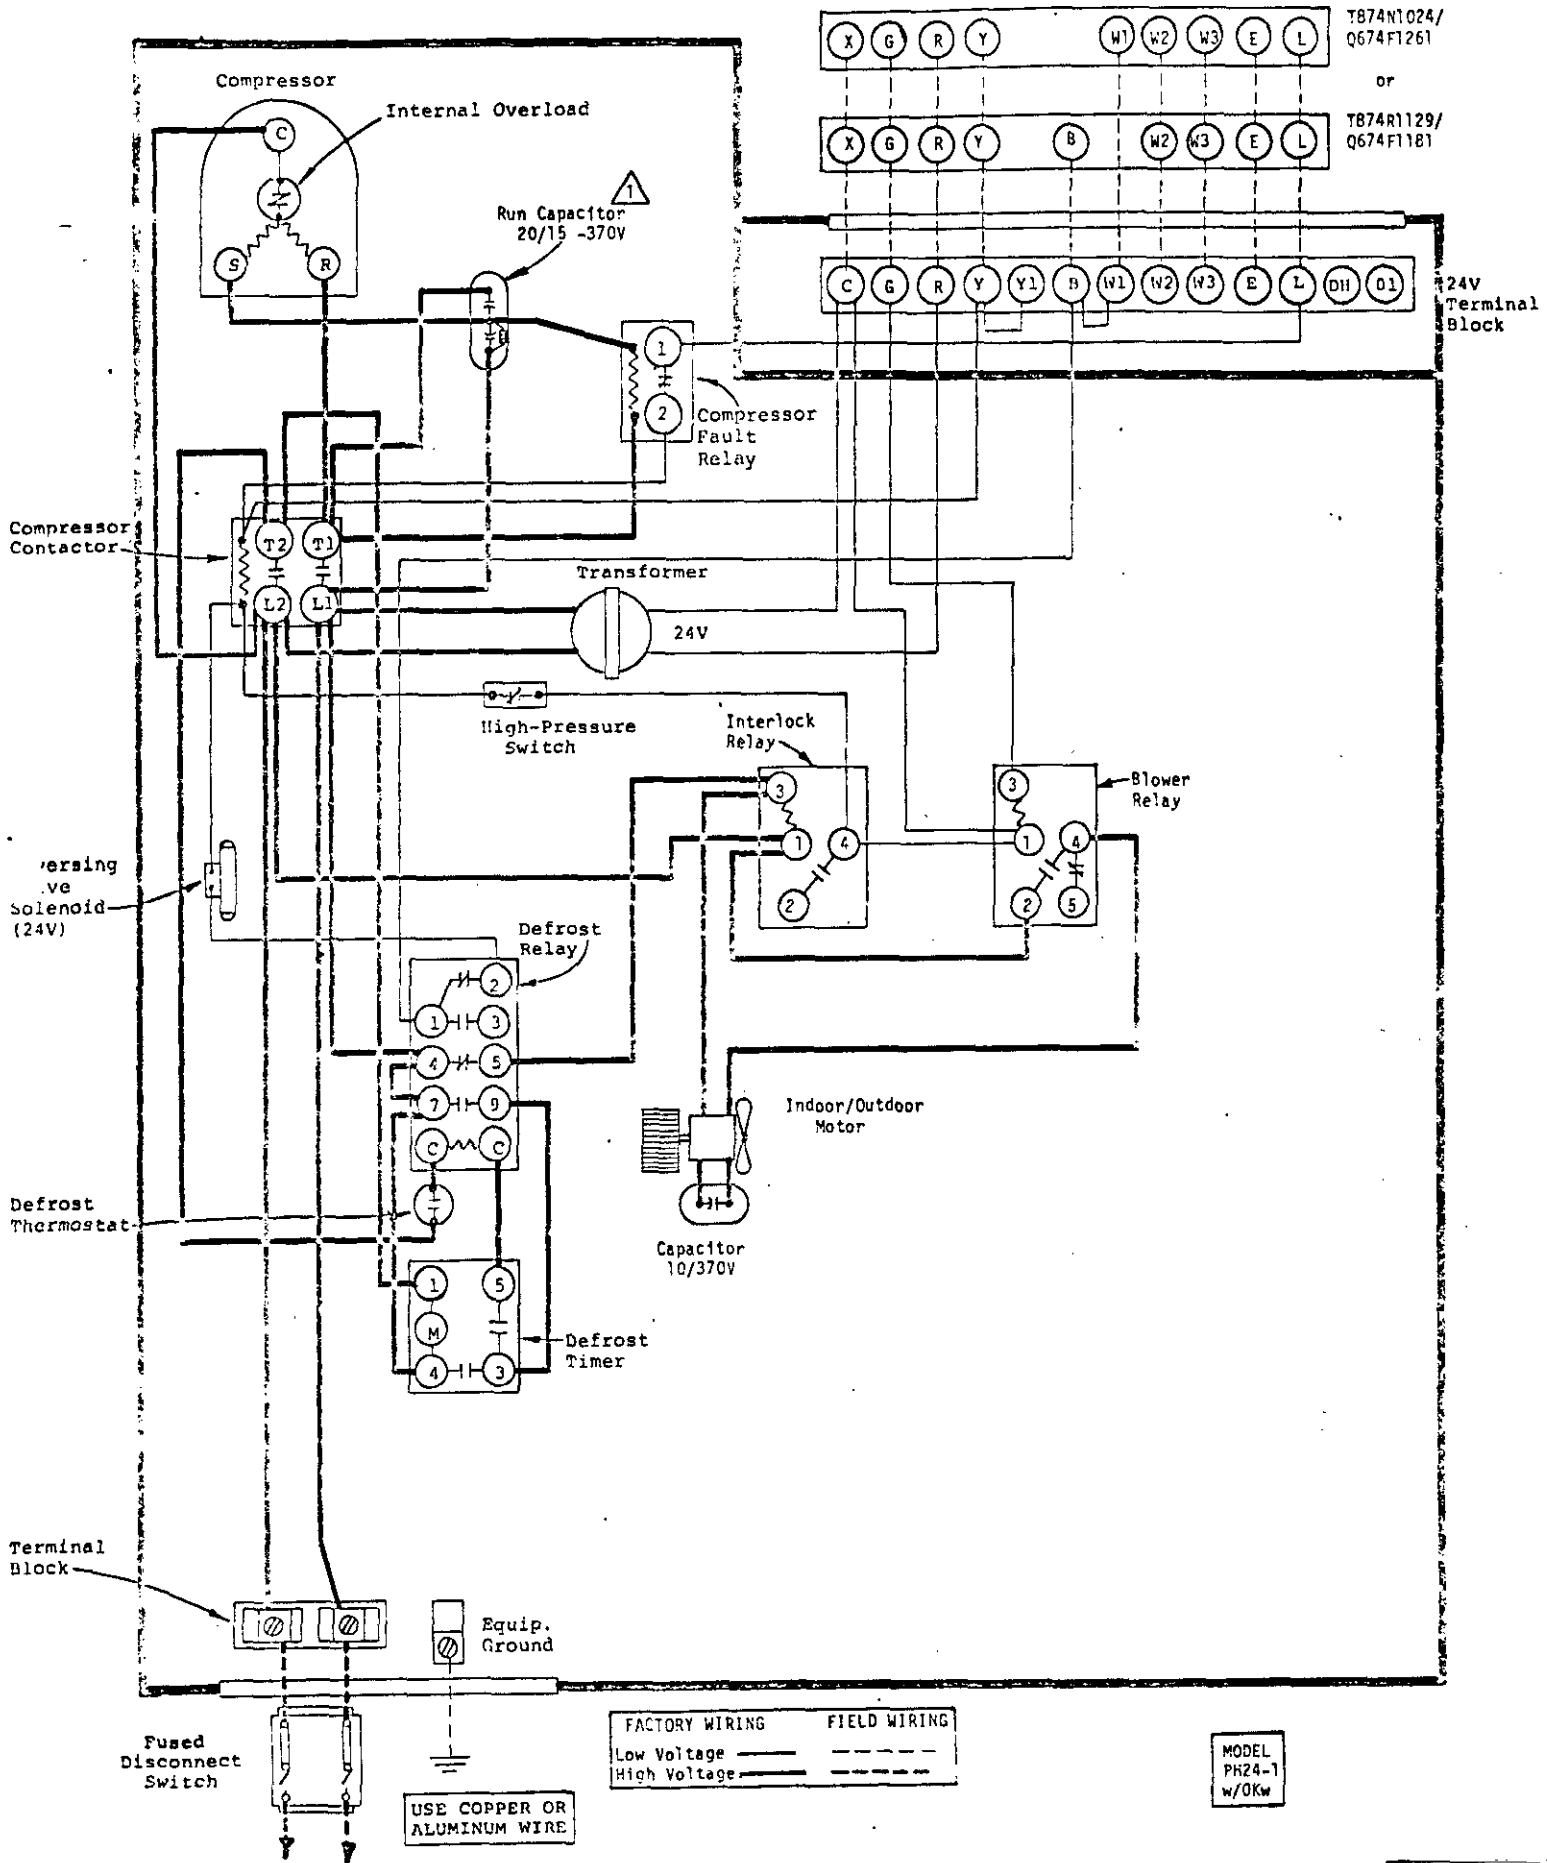 X G R Y W1 W2 W3 E L
T874N1024/
Q674F1261
or
X G R Y B W2 W3 E L
T874R1129/
Q674F1181
C G R Y Y1 B W1 W2 W3 E L DH O1
24V
Terminal
Block
Compressor
Internal Overload
C
S R
1
Run Capacitor
20/15 -370V
1
2
Compressor
Fault
Relay
Compressor
Contactor
T2 T1
L2 L1
Transformer
24V
High-Pressure
Switch
Interlock
Relay
3
1 4
2
Blower
Relay
3
1 4
2 5
versing
ve
Solenoid
(24V)
Defrost
Relay
2
1 3
4 5
7 9
C C
Indoor/Outdoor
Motor
Capacitor
10/370V
Defrost
Thermostat
1 5
M
4 3
Defrost
Timer
Terminal
Block
Equip.
Ground
Fused
Disconnect
Switch
USE COPPER OR
ALUMINUM WIRE
FACTORY WIRING FIELD WIRING
Low Voltage
High Voltage
MODEL
PH24-1
w/0Kw